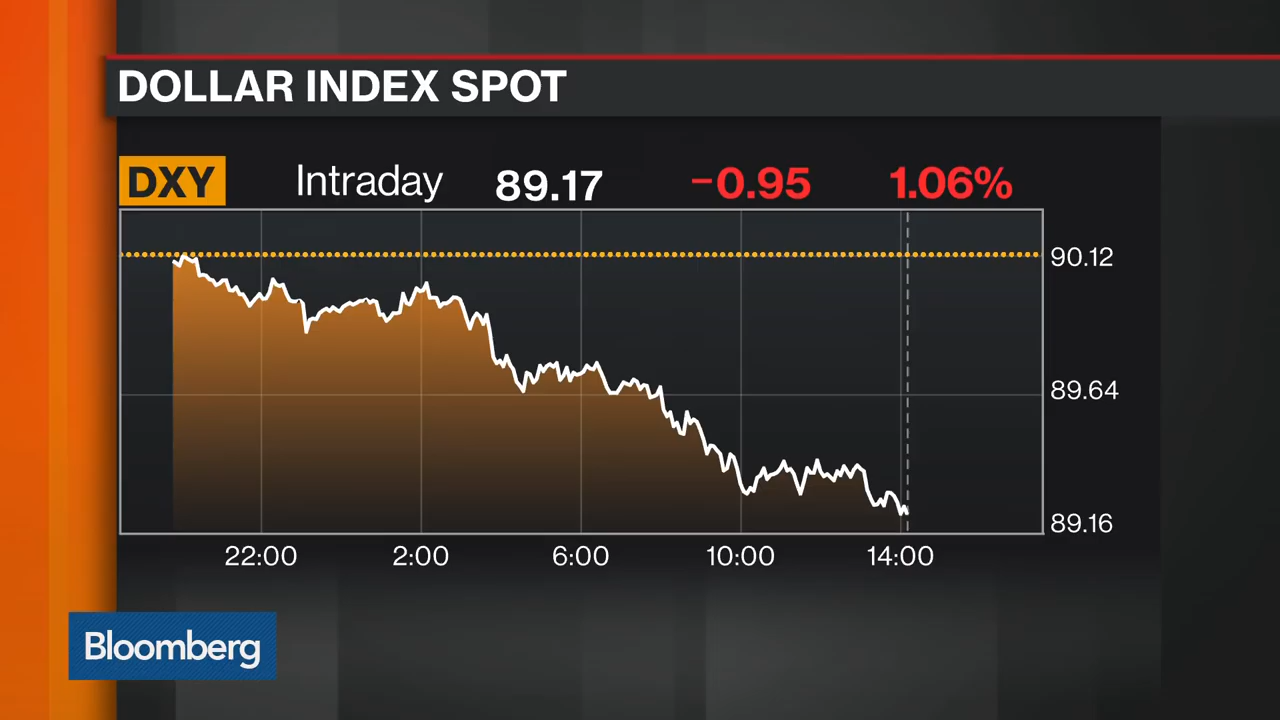 DOLLAR INDEX SPOT
DXY Intraday 89.17 −0.95 1.06%
90.12
89.64
89.16
22:00 2:00 6:00 10:00 14:00
Bloomberg